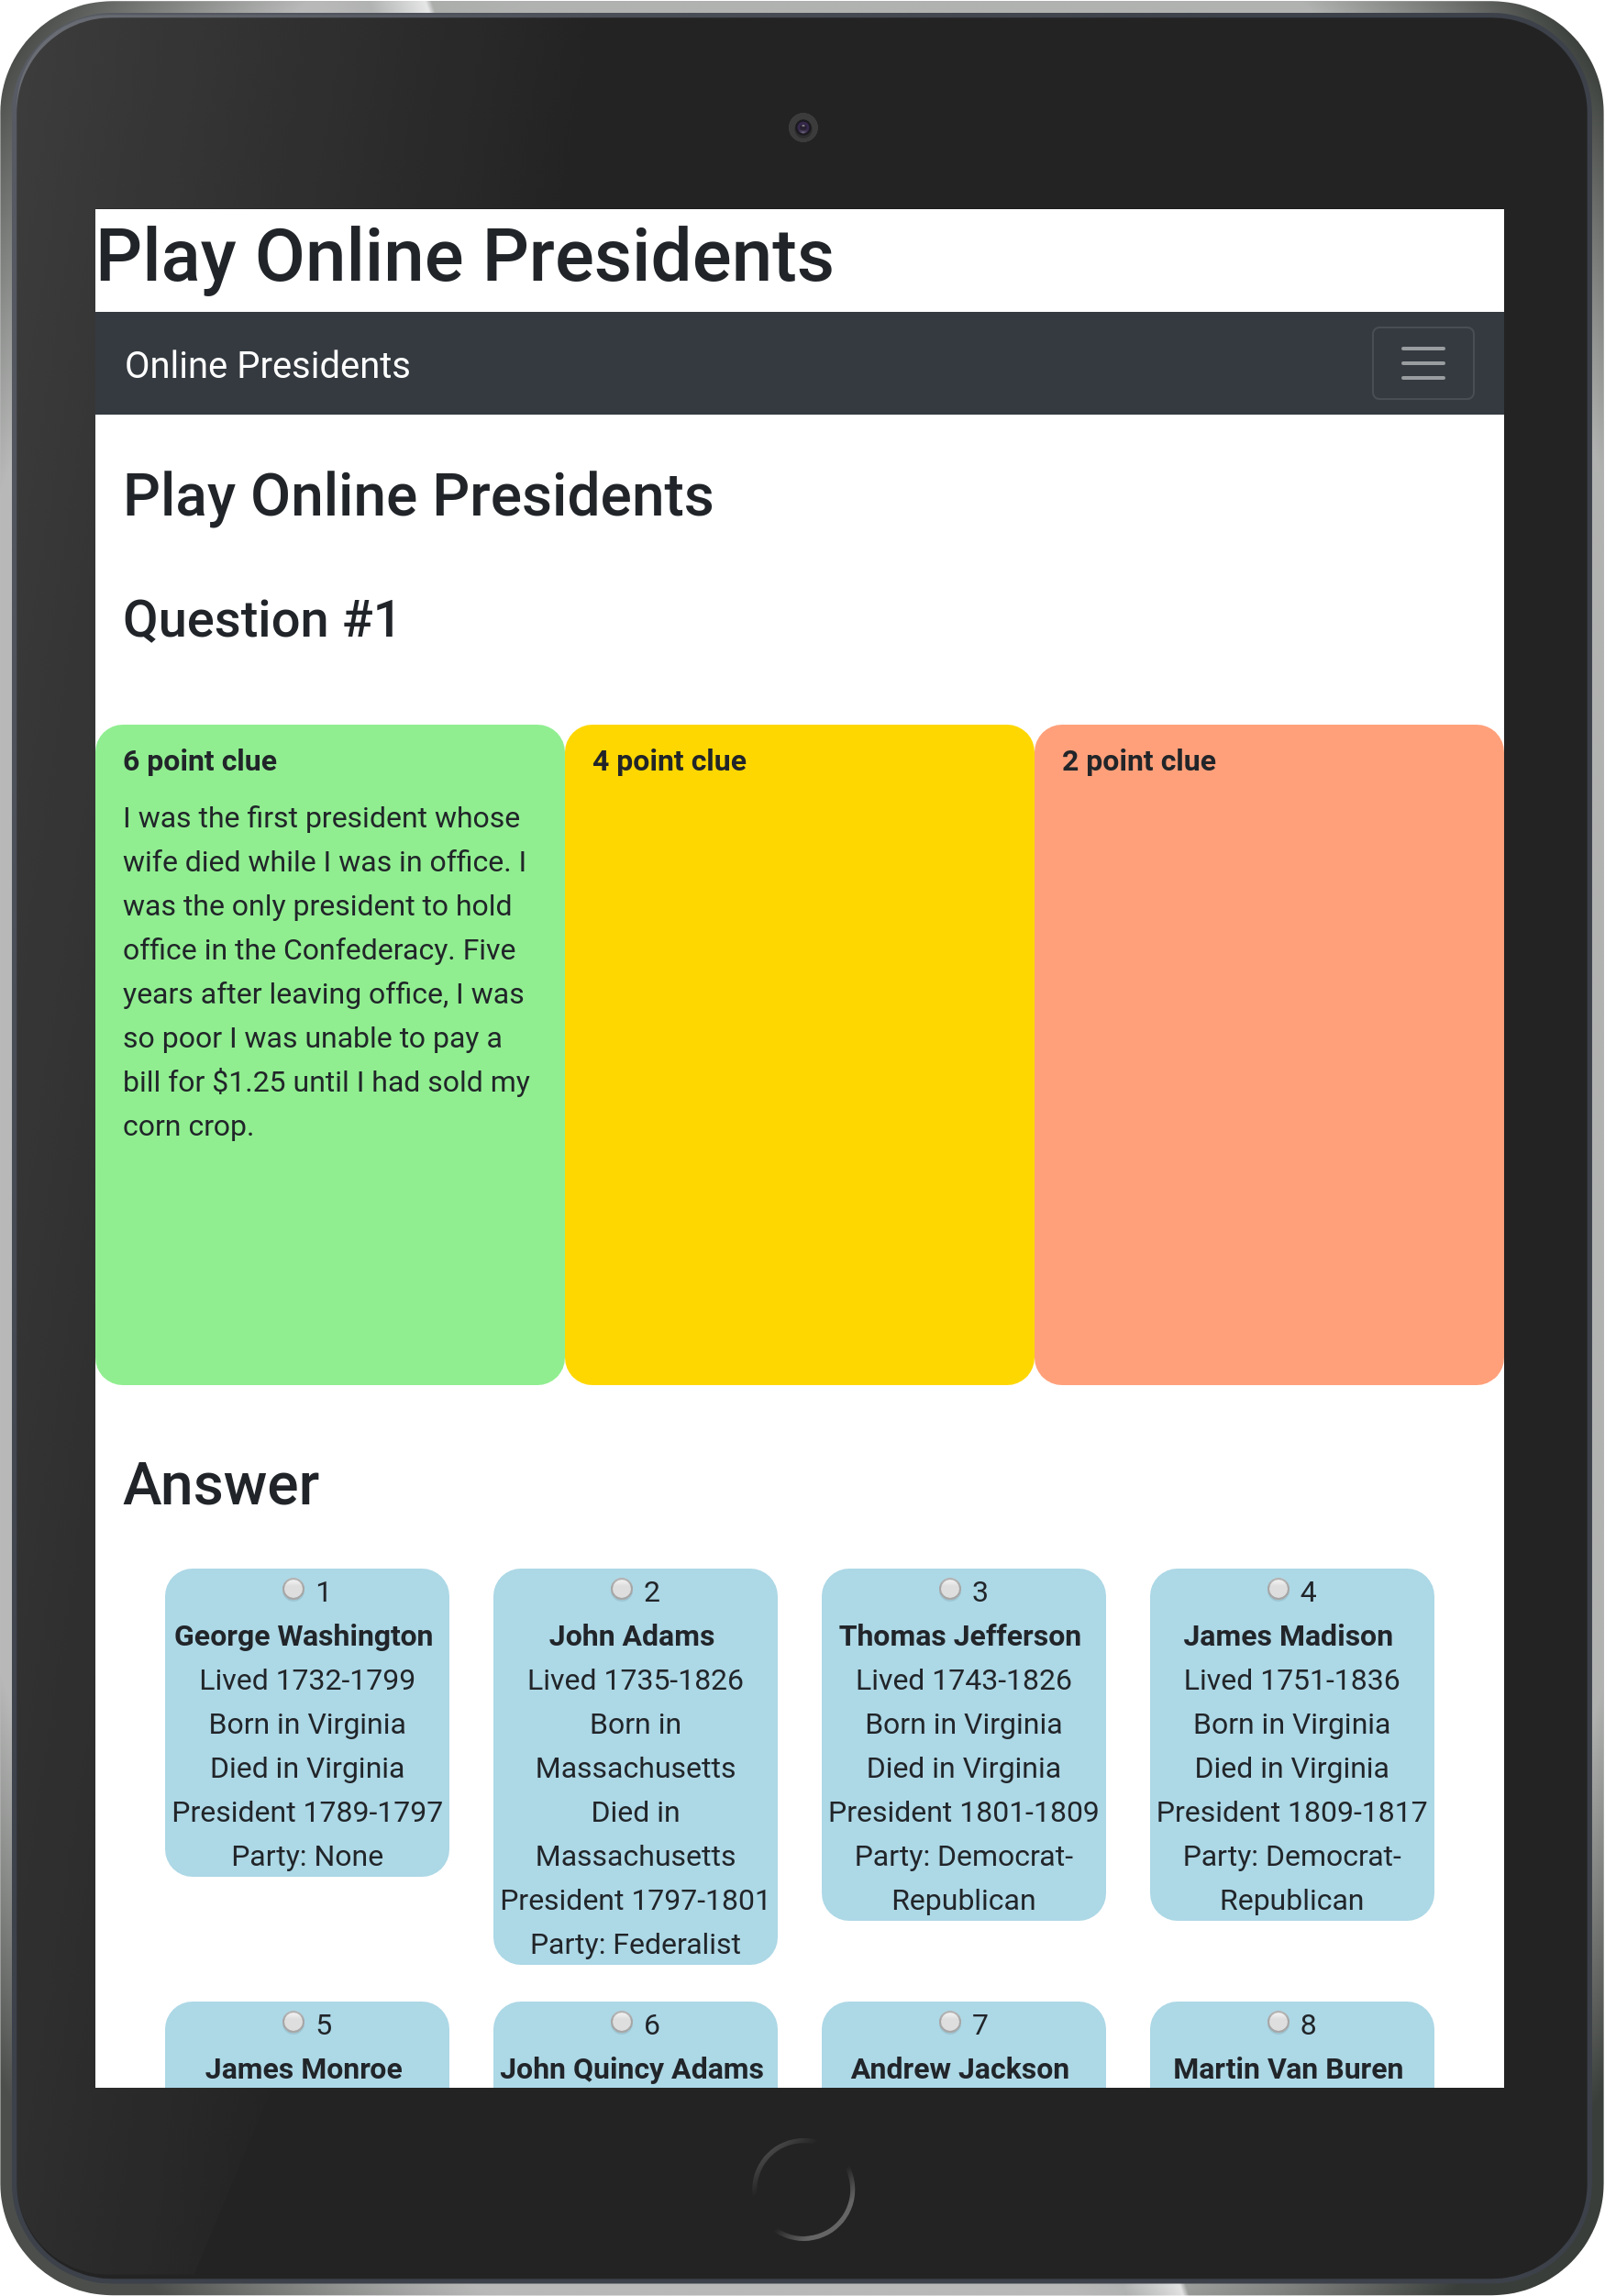 Play Online Presidents
Online Presidents
Play Online Presidents
Question #1
6 point clue
I was the first president whose
wife died while I was in office. I
was the only president to hold
office in the Confederacy. Five
years after leaving office, I was
so poor I was unable to pay a
bill for $1.25 until I had sold my
corn crop.
4 point clue
2 point clue
Answer
1
George Washington
Lived 1732-1799
Born in Virginia
Died in Virginia
President 1789-1797
Party: None
2
John Adams
Lived 1735-1826
Born in
Massachusetts
Died in
Massachusetts
President 1797-1801
Party: Federalist
3
Thomas Jefferson
Lived 1743-1826
Born in Virginia
Died in Virginia
President 1801-1809
Party: Democrat-
Republican
4
James Madison
Lived 1751-1836
Born in Virginia
Died in Virginia
President 1809-1817
Party: Democrat-
Republican
5
James Monroe
6
John Quincy Adams
7
Andrew Jackson
8
Martin Van Buren